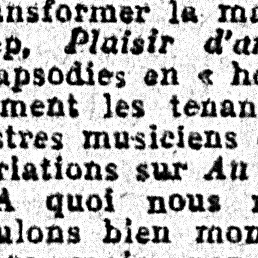 ansformer la ma
ep, Plaisir d'a
apsodies en « h
ment les tenan
stres musiciens
riations sur Au
A quoi nous
ulons bien mon